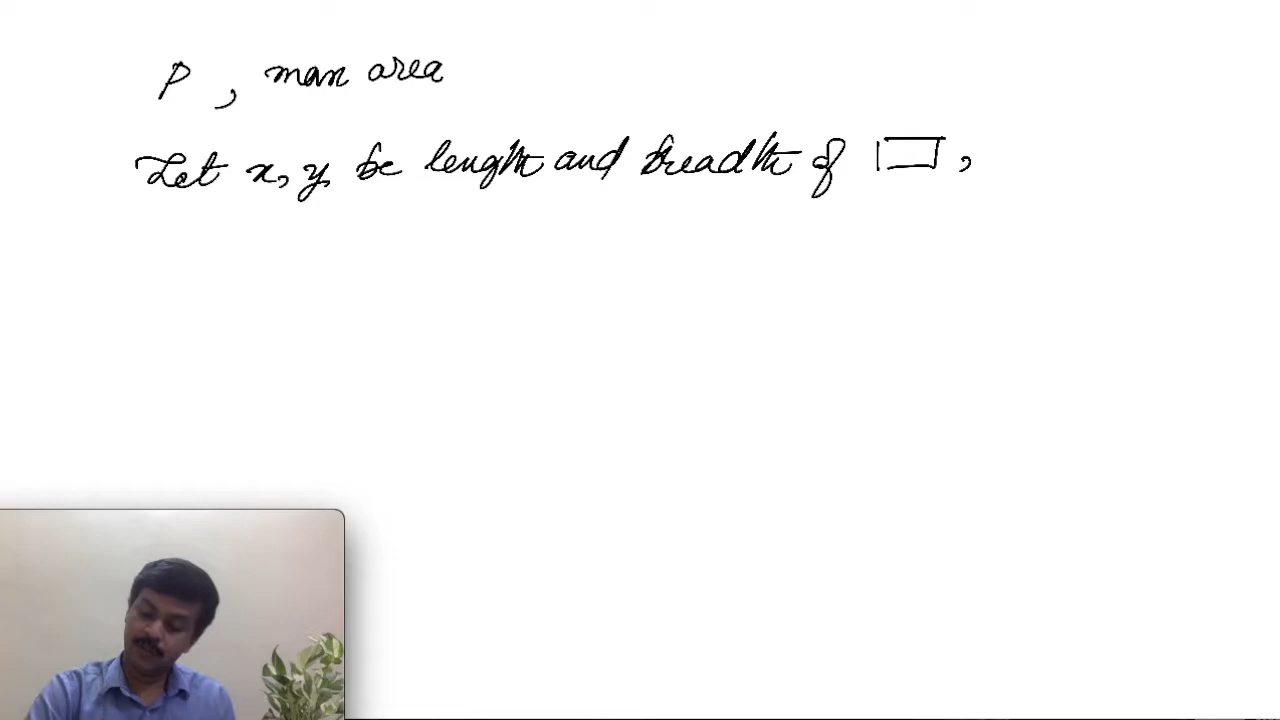 P, max area
Let x, y be length and breadth of ▭,